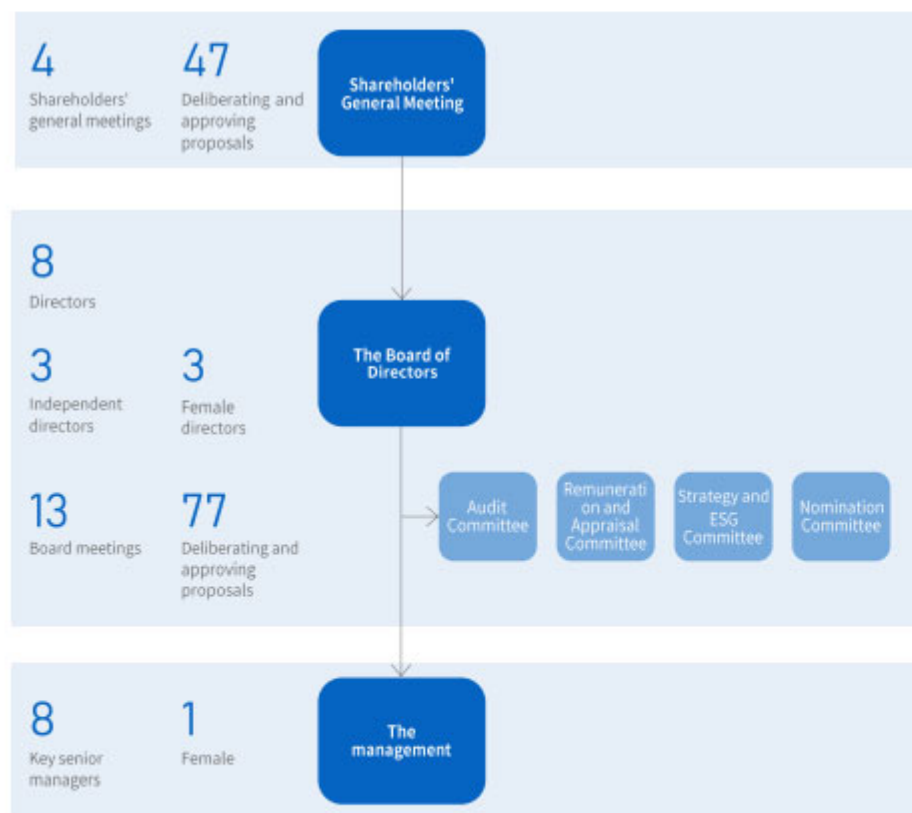 4
Shareholders'
general meetings
47
Deliberating and
approving
proposals
Shareholders'
General Meeting
8
Directors
3
Independent
directors
3
Female
directors
The Board of
Directors
13
Board meetings
77
Deliberating and
approving
proposals
Audit
Committee
Remunerati
on and
Appraisal
Committee
Strategy and
ESG
Committee
Nomination
Committee
8
Key senior
managers
1
Female
The
management